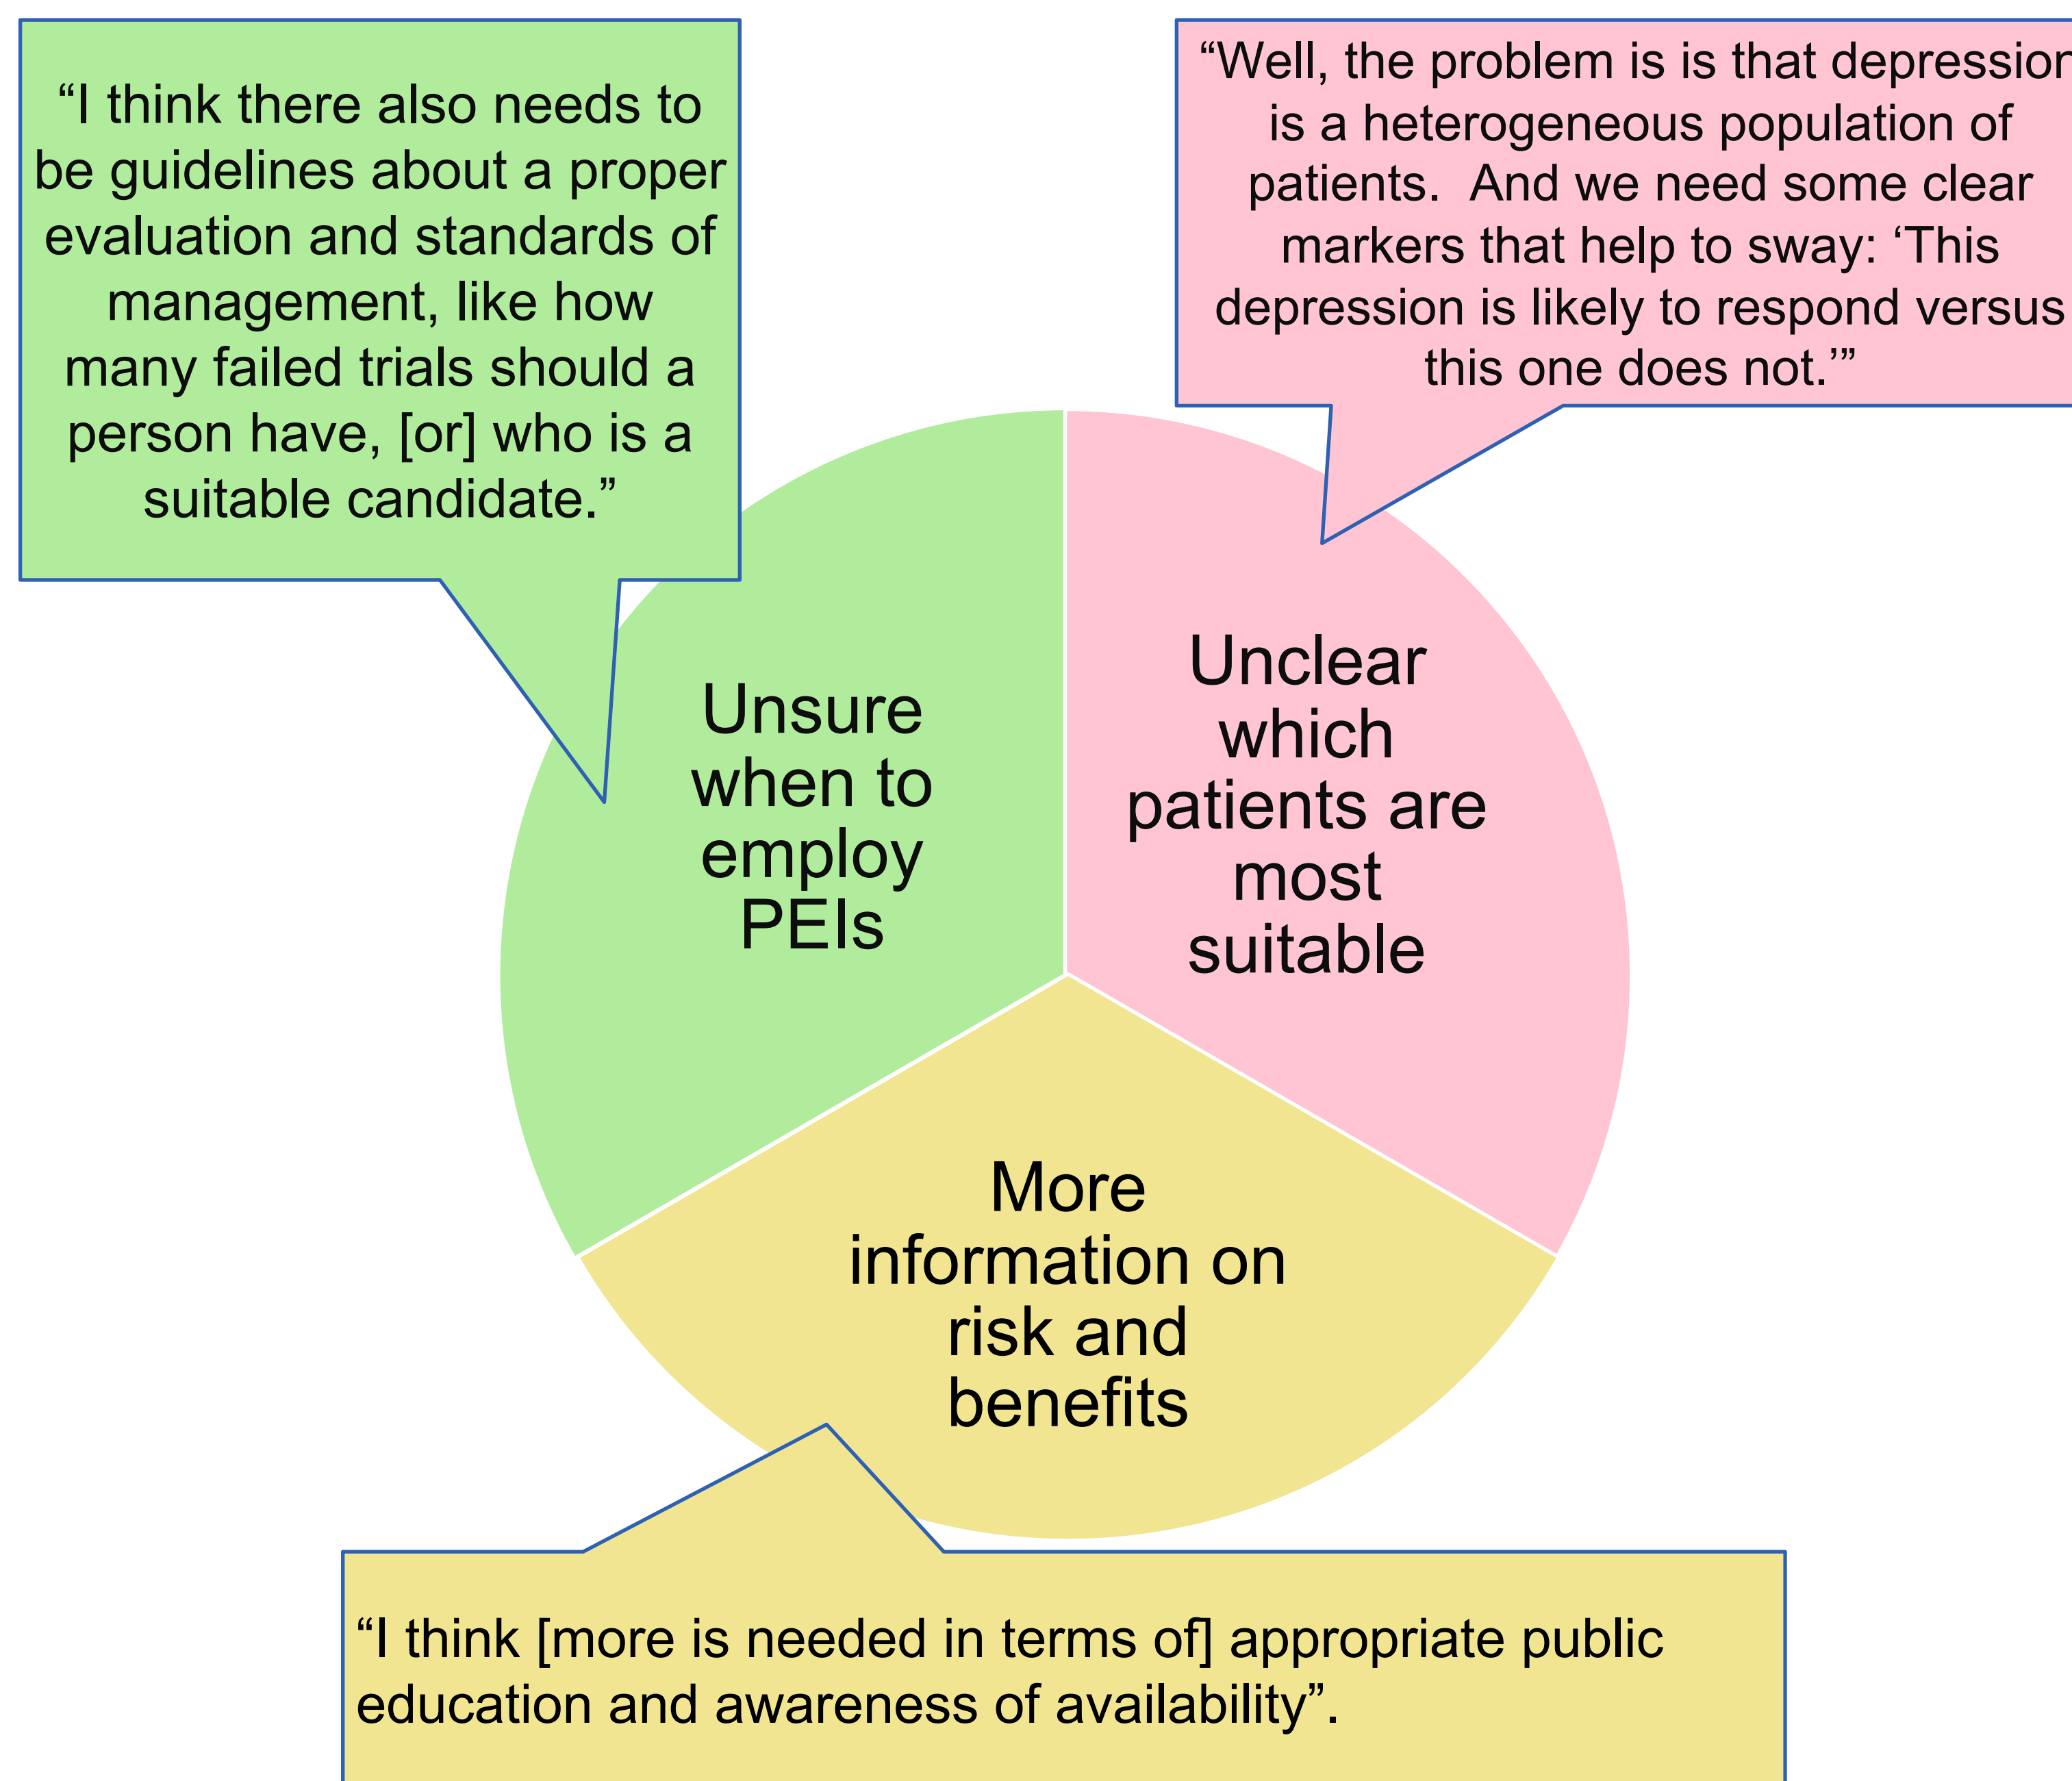 “I think there also needs to
be guidelines about a proper
evaluation and standards of
management, like how
many failed trials should a
person have, [or] who is a
suitable candidate.”
“Well, the problem is is that depression
is a heterogeneous population of
patients.  And we need some clear
markers that help to sway: ‘This
depression is likely to respond versus
this one does not.’”
Unsure
when to
employ
PEIs
Unclear
which
patients are
most
suitable
More
information on
risk and
benefits
“I think [more is needed in terms of] appropriate public
education and awareness of availability”.